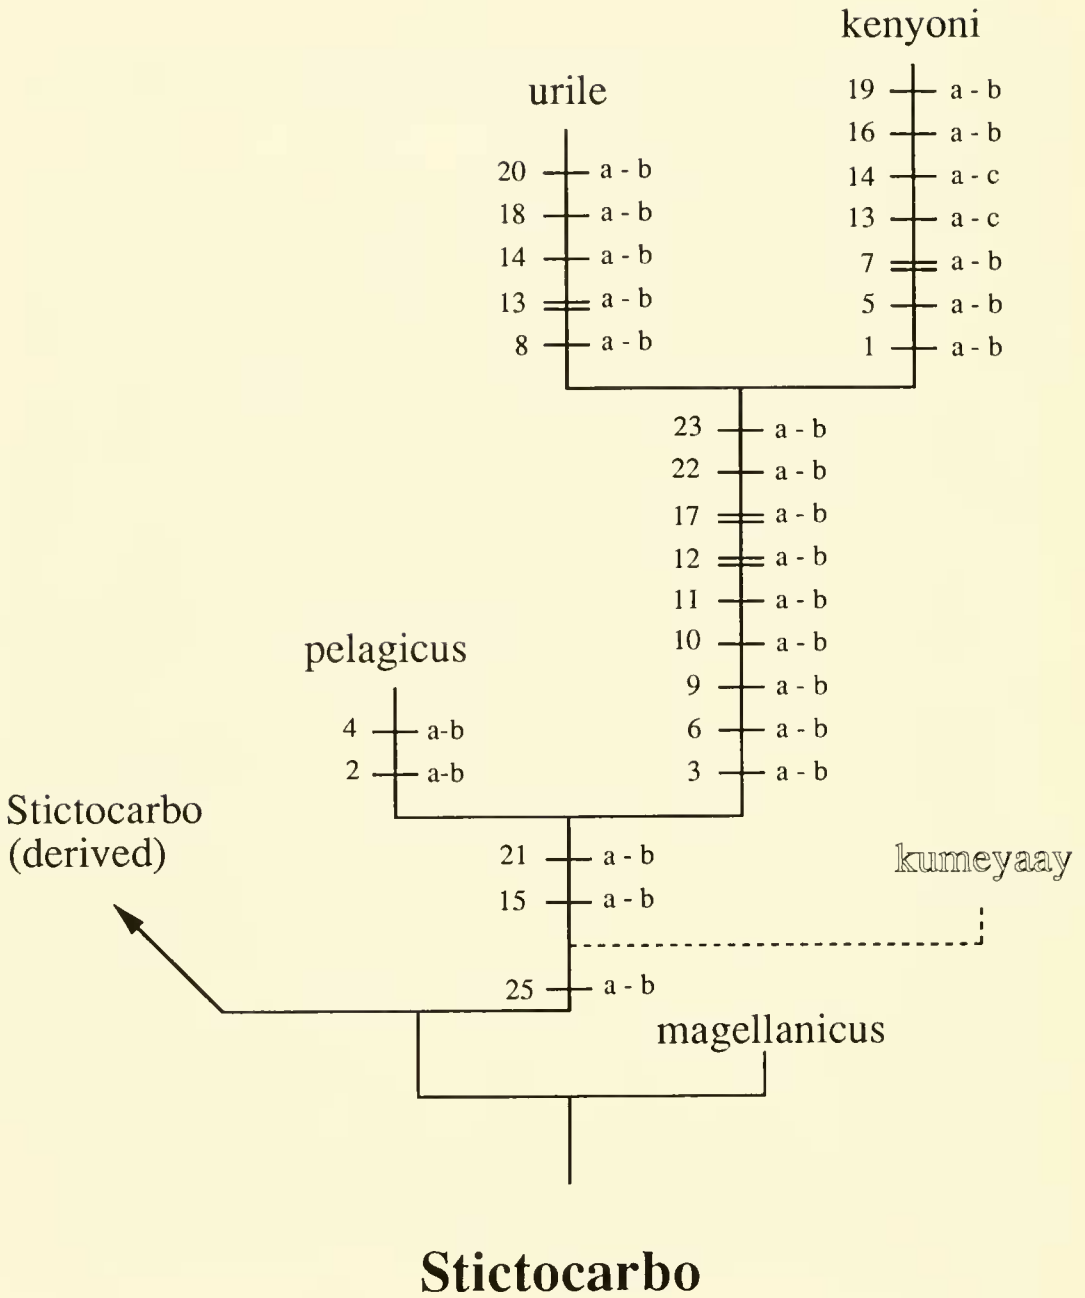 kenyoni
19 a - b
16 a - b
14 a - c
13 a - c
7 a - b
5 a - b
1 a - b
urile
20 a - b
18 a - b
14 a - b
13 a - b
8 a - b
23 a - b
22 a - b
17 a - b
12 a - b
11 a - b
10 a - b
9 a - b
6 a - b
3 a - b
pelagicus
4 a-b
2 a-b
Stictocarbo
(derived)
21 a - b
15 a - b
kumeyaay
25 a - b
magellanicus
Stictocarbo